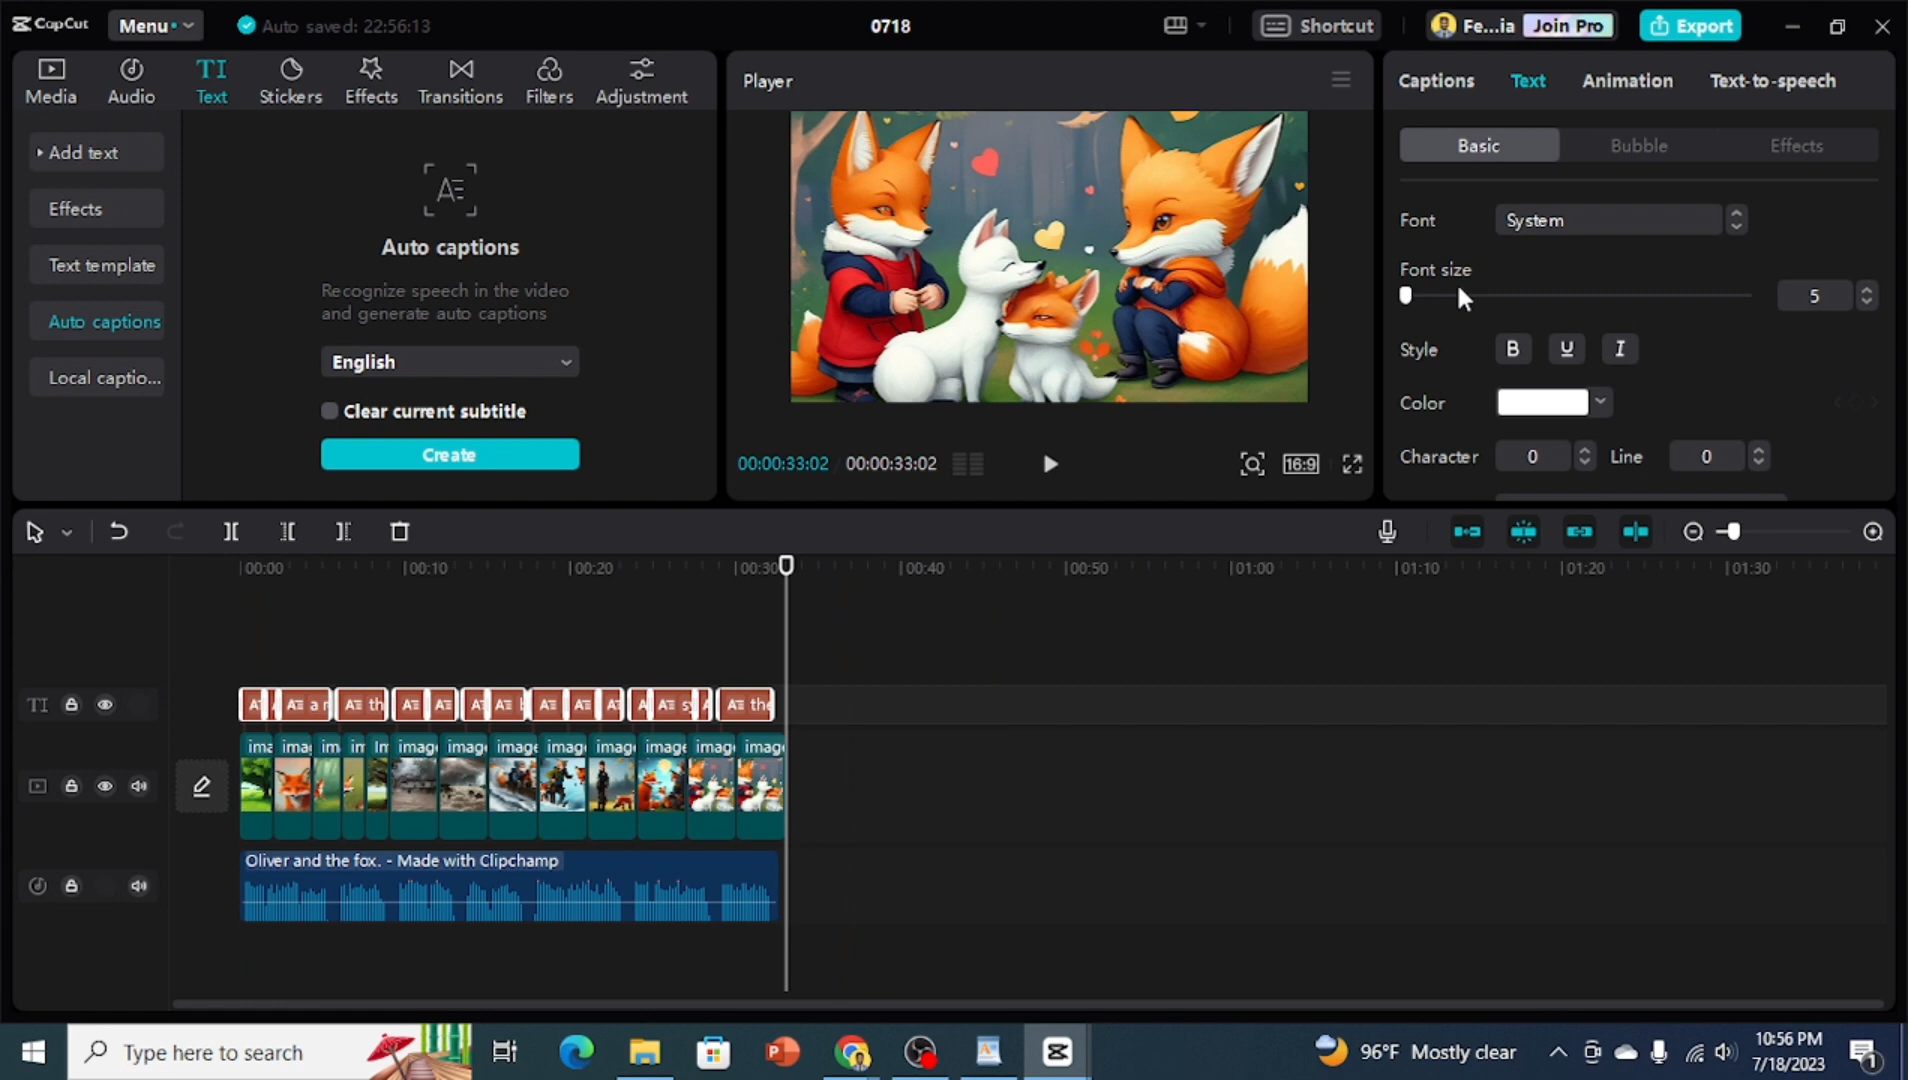 CapCut
Menu
Auto saved: 22:56:13
0718
Shortcut
Fe...ia
Join Pro
Export
Media
Audio
TI
Text
Stickers
Effects
Transitions
Filters
Adjustment
Add text
Effects
Text template
Auto captions
Local captio...
Auto captions
Recognize speech in the video
and generate auto captions
English
Clear current subtitle
Create
Player
00:00:33:02
00:00:33:02
16:9
Captions
Text
Animation
Text-to-speech
Basic
Bubble
Effects
Font
System
Font size
5
Style
B
U
I
Color
Character
0
Line
0
00:00
00:10
00:20
00:30
00:40
00:50
01:00
01:10
01:20
01:30
TI
Oliver and the fox. - Made with Clipchamp
Type here to search
96°F Mostly clear
10:56 PM
7/18/2023
1